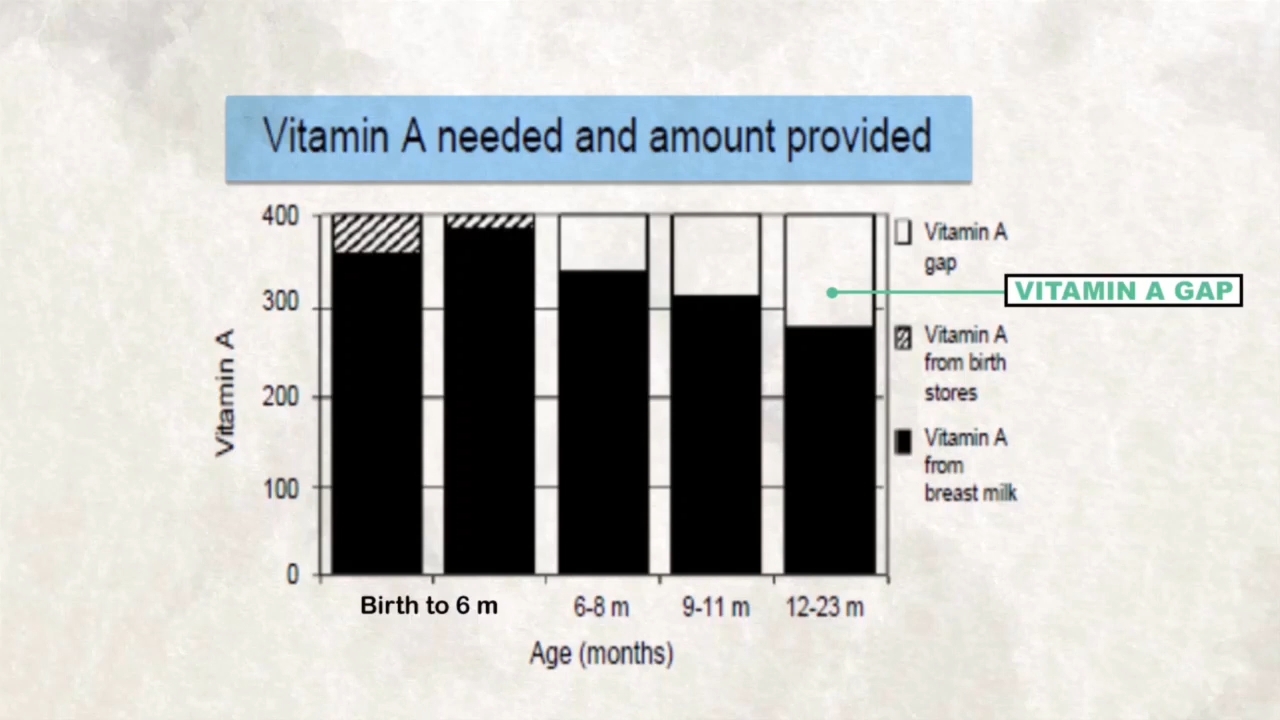 Vitamin A needed and amount provided
400
300
200
100
0
Vitamin A
Birth to 6 m
6-8 m
9-11 m
12-23 m
Age (months)
Vitamin A
gap
VITAMIN A GAP
Vitamin A
from birth
stores
Vitamin A
from
breast milk